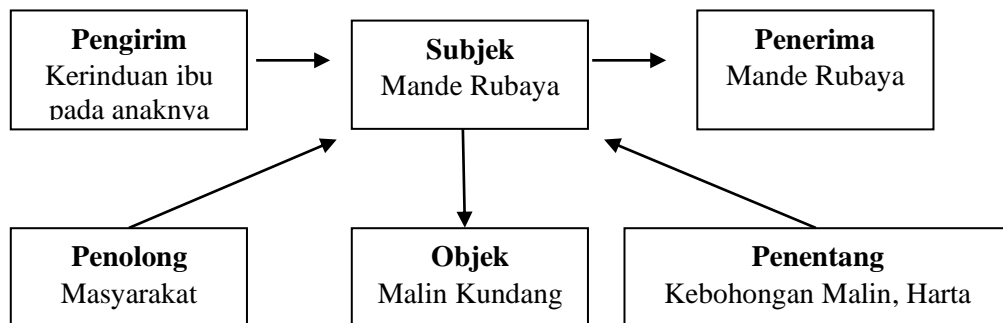 Pengirim
Kerinduan ibu
pada anaknya
Subjek
Mande Rubaya
Penerima
Mande Rubaya
Penolong
Masyarakat
Objek
Malin Kundang
Penentang
Kebohongan Malin, Harta